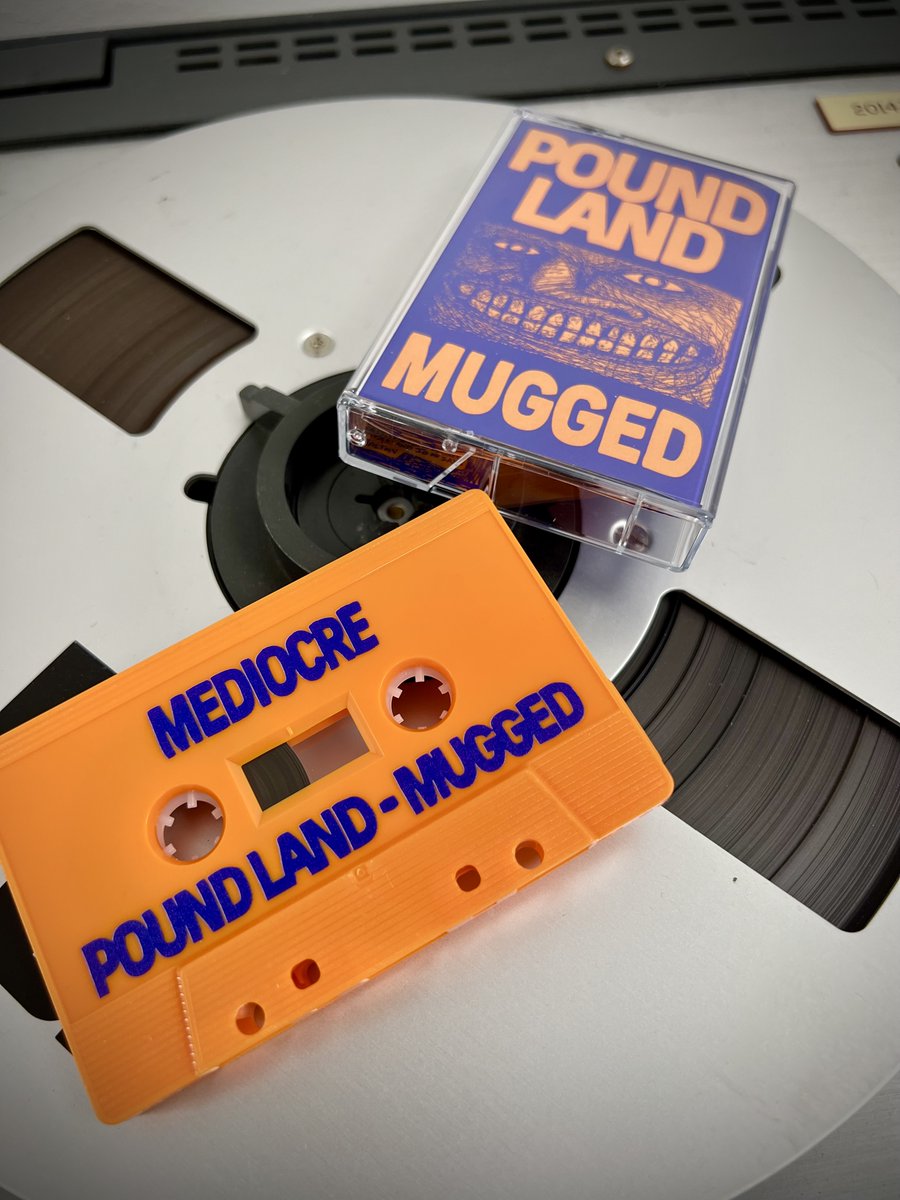 2014
POUND
LAND
MUGGED
MEDIOCRE
POUND LAND - MUGGED